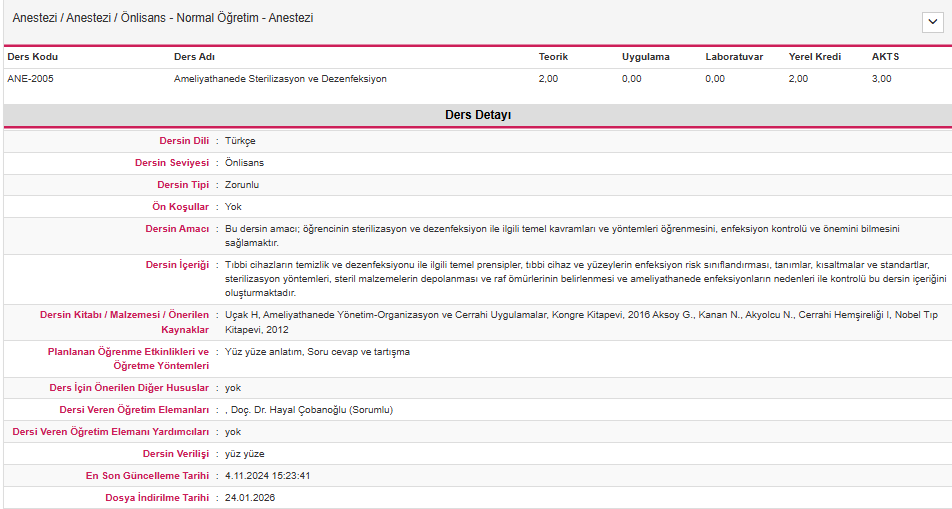 Anestezi / Anestezi / Önlisans - Normal Öğretim - Anestezi
Ders Kodu Ders Adı Teorik Uygulama Laboratuvar Yerel Kredi AKTS
ANE-2005 Ameliyathanede Sterilizasyon ve Dezenfeksiyon 2,00 0,00 0,00 2,00 3,00
Ders Detayı
Dersin Dili : Türkçe
Dersin Seviyesi : Önlisans
Dersin Tipi : Zorunlu
Ön Koşullar : Yok
Dersin Amacı : Bu dersin amacı; öğrencinin sterilizasyon ve dezenfeksiyon ile ilgili temel kavramları ve yöntemleri öğrenmesini, enfeksiyon kontrolü ve önemini bilmesini
sağlamaktır.
Dersin İçeriği : Tıbbi cihazların temizlik ve dezenfeksiyonu ile ilgili temel prensipler, tıbbi cihaz ve yüzeylerin enfeksiyon risk sınıflandırması, tanımlar, kısaltmalar ve standartlar,
sterilizasyon yöntemleri, steril malzemelerin depolanması ve raf ömürlerinin belirlenmesi ve ameliyathanede enfeksiyonların nedenleri ile kontrolü bu dersin içeriğini
oluşturmaktadır.
Dersin Kitabı / Malzemesi / Önerilen : Uçak H, Ameliyathanede Yönetim-Organizasyon ve Cerrahi Uygulamalar, Kongre Kitapevi, 2016 Aksoy G., Kanan N., Akyolcu N., Cerrahi Hemşireliği I, Nobel Tıp
Kaynaklar Kitapevi, 2012
Planlanan Öğrenme Etkinlikleri ve : Yüz yüze anlatım, Soru cevap ve tartışma
Öğretme Yöntemleri
Ders İçin Önerilen Diğer Hususlar : yok
Dersi Veren Öğretim Elemanları : , Doç. Dr. Hayal Çobanoğlu (Sorumlu)
Dersi Veren Öğretim Elemanı Yardımcıları : yok
Dersin Verilişi : yüz yüze
En Son Güncelleme Tarihi : 4.11.2024 15:23:41
Dosya İndirilme Tarihi : 24.01.2026